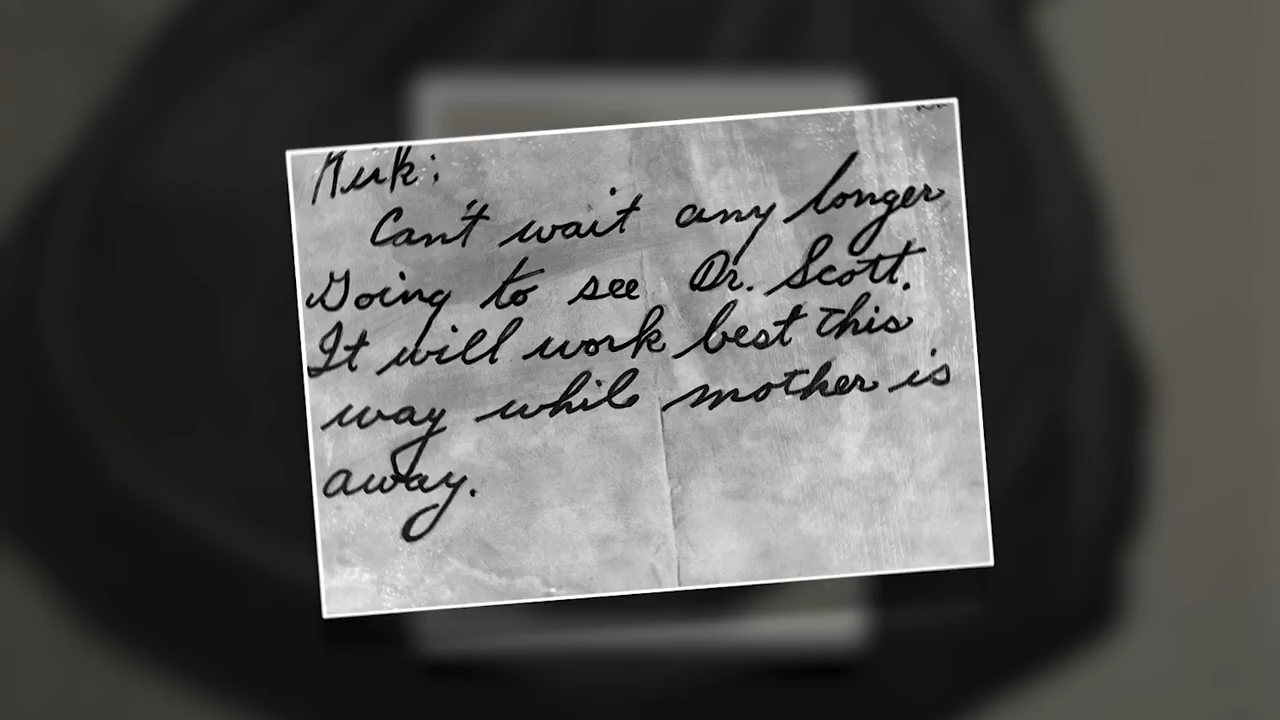 Kirk:
Can't wait any longer
Going to see Dr. Scott.
It will work best this
way while mother is
away.